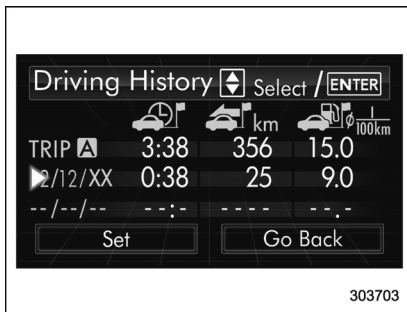 Driving History Select / ENTER
km ø l/100km
TRIP A 3:38 356 15.0
2/12/XX 0:38 25 9.0
--/--/-- --:- ---- --.-
Set Go Back
303703